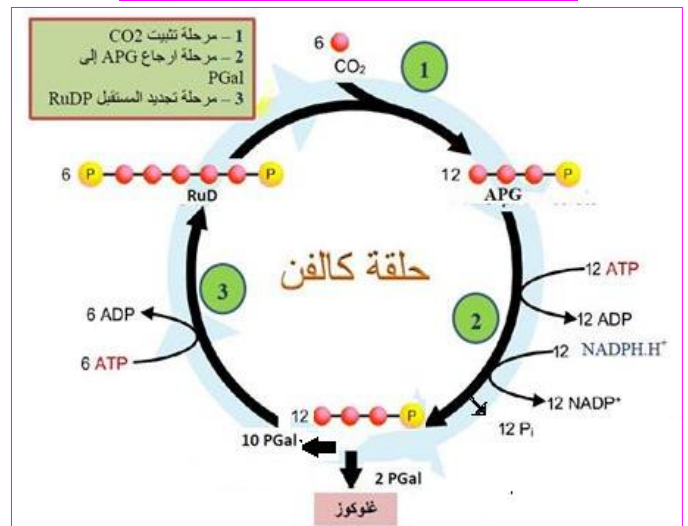 1 – مرحلة تثبيت CO2
2 – مرحلة ارجاع APG إلى
PGal
3 – مرحلة تجديد المستقبل RuDP
6
CO₂
1
6 P P
RuD
12 P
APG
حلقة كالفن
3
2
12 ATP
12 ADP
12 NADPH.H⁺
12 NADP⁺
12 Pᵢ
6 ADP
6 ATP
12 P
10 PGal
2 PGal
غلوكوز